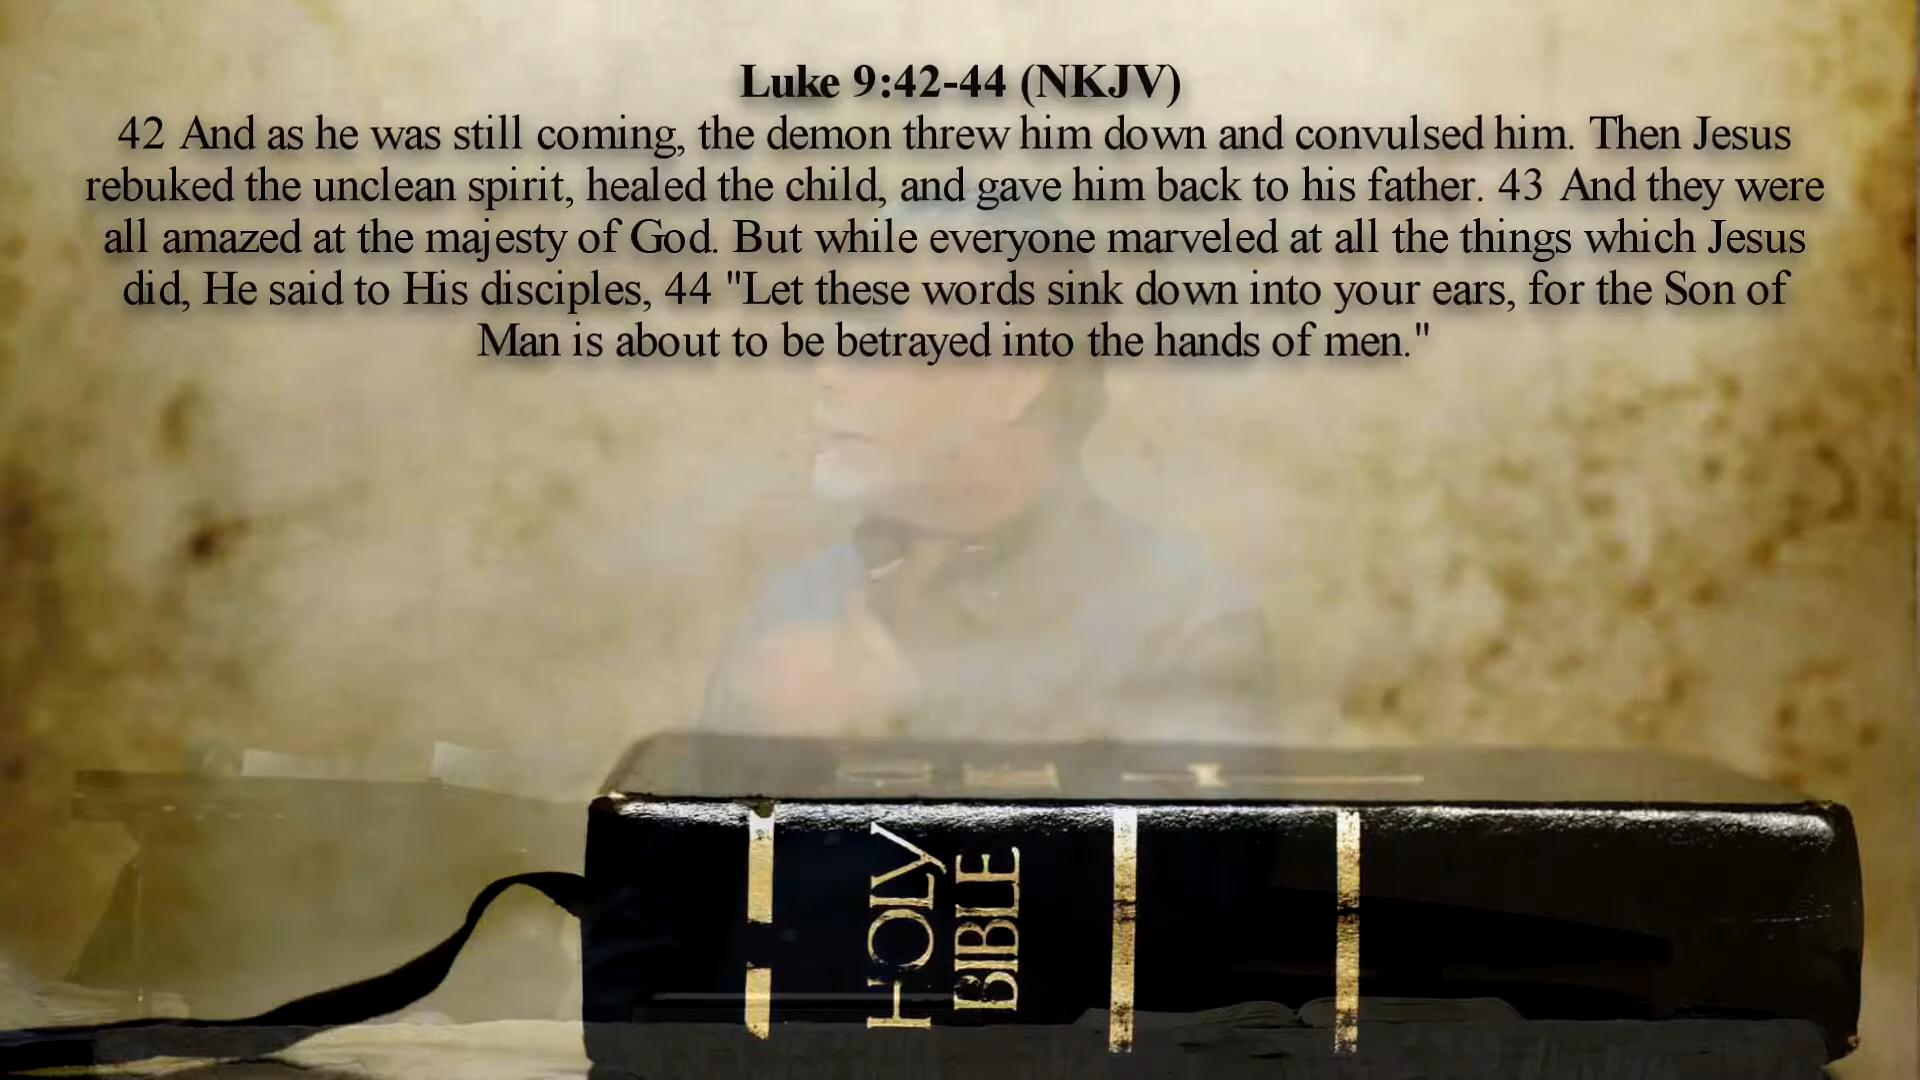 Luke 9:42-44 (NKJV)
42 And as he was still coming, the demon threw him down and convulsed him. Then Jesus
rebuked the unclean spirit, healed the child, and gave him back to his father. 43 And they were
all amazed at the majesty of God. But while everyone marveled at all the things which Jesus
did, He said to His disciples, 44 "Let these words sink down into your ears, for the Son of
Man is about to be betrayed into the hands of men."
HOLY
BIBLE